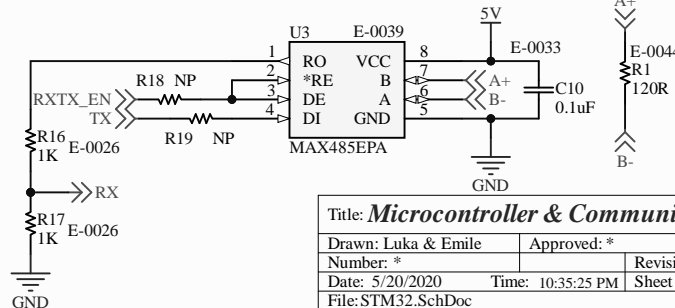 A+
5V
U3 E-0039
1 RO VCC 8
2 *RE B 7 A+
3 DE A 6 B-
4 DI GND 5
MAX485EPA
R18 NP
RXTX_EN
TX
R19 NP
E-0033
C10
0.1uF
GND
E-0044
R1
120R
B-
R16
1K E-0026
RX
R17 E-0026
1K
GND
Title: Microcontroller & Communi
Drawn: Luka & Emile Approved: *
Number: * Revisi
Date: 5/20/2020 Time: 10:35:25 PM Sheet
File: STM32.SchDoc